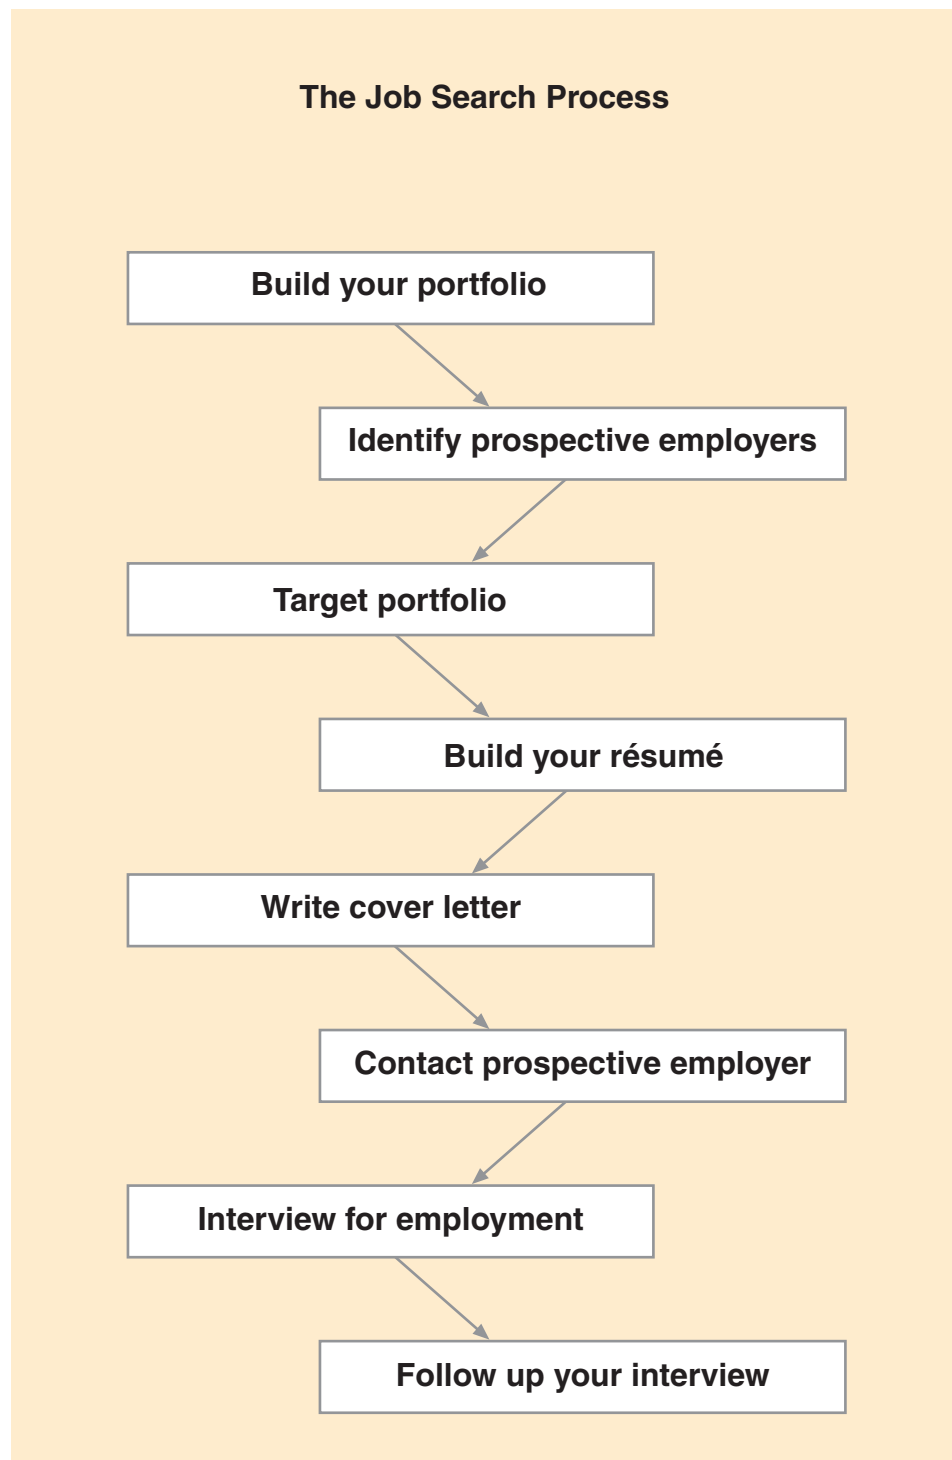 The Job Search Process
Build your portfolio
Identify prospective employers
Target portfolio
Build your résumé
Write cover letter
Contact prospective employer
Interview for employment
Follow up your interview